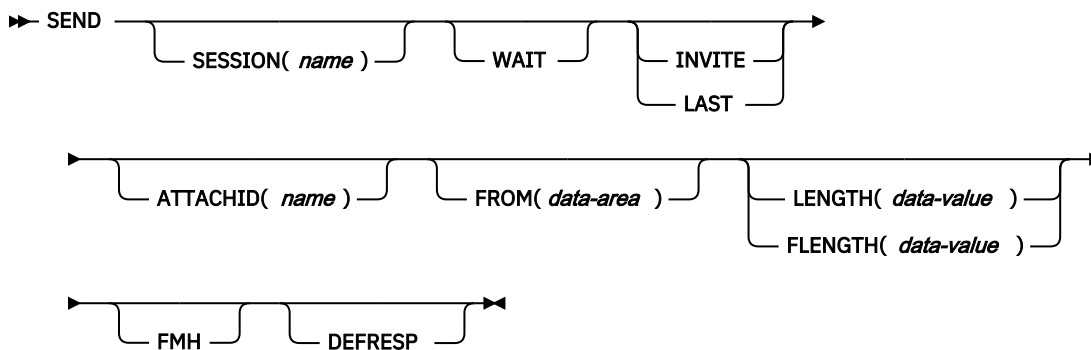 SEND
SESSION( name ) WAIT INVITE
LAST
ATTACHID( name ) FROM( data-area ) LENGTH( data-value )
FLENGTH( data-value )
FMH DEFRESP